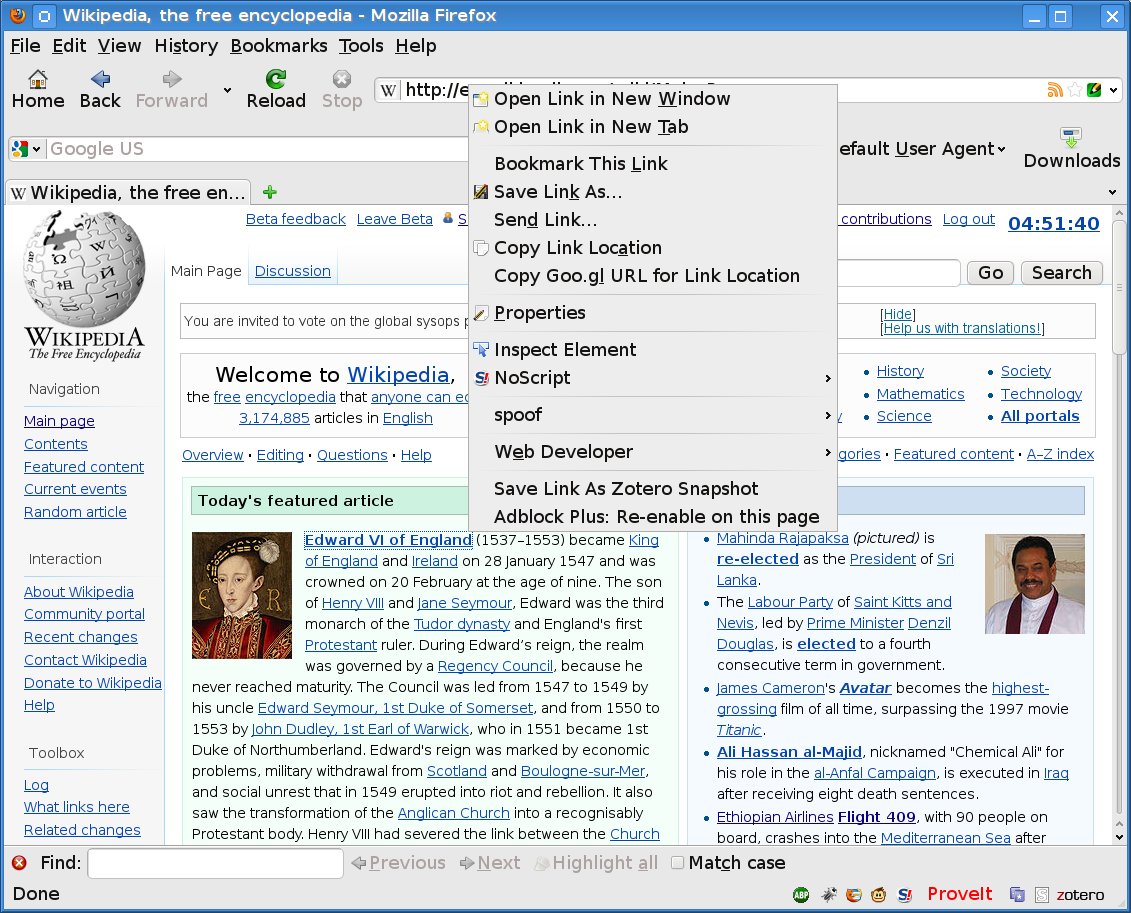 Wikipedia, the free encyclopedia - Mozilla Firefox
File Edit View History Bookmarks Tools Help
Home Back Forward Reload Stop
W http://e
Google US
efault User Agent
Downloads
W Wikipedia, the free en...
Open Link in New Window
Open Link in New Tab
Bookmark This Link
Save Link As...
Send Link...
Copy Link Location
Copy Goo.gl URL for Link Location
Properties
Inspect Element
NoScript
spoof
Web Developer
Save Link As Zotero Snapshot
Adblock Plus: Re-enable on this page
Beta feedback Leave Beta S contributions Log out 04:51:40
Main Page Discussion
Go Search
WIKIPEDIA
The Free Encyclopedia
Navigation
Main page
Contents
Featured content
Current events
Random article
Interaction
About Wikipedia
Community portal
Recent changes
Contact Wikipedia
Donate to Wikipedia
Help
Toolbox
Log
What links here
Related changes
You are invited to vote on the global sysops p
[Hide]
[Help us with translations!]
Welcome to Wikipedia,
the free encyclopedia that anyone can ed
3,174,885 articles in English
• History
• Mathematics
• Science
• Society
• Technology
• All portals
Overview · Editing · Questions · Help
gories · Featured content · A–Z index
Today's featured article
E R
Edward VI of England (1537–1553) became King
of England and Ireland on 28 January 1547 and was
crowned on 20 February at the age of nine. The son
of Henry VIII and Jane Seymour, Edward was the third
monarch of the Tudor dynasty and England's first
Protestant ruler. During Edward’s reign, the realm
was governed by a Regency Council, because he
never reached maturity. The Council was led from 1547 to 1549 by
his uncle Edward Seymour, 1st Duke of Somerset, and from 1550 to
1553 by John Dudley, 1st Earl of Warwick, who in 1551 became 1st
Duke of Northumberland. Edward's reign was marked by economic
problems, military withdrawal from Scotland and Boulogne-sur-Mer,
and social unrest that in 1549 erupted into riot and rebellion. It also
saw the transformation of the Anglican Church into a recognisably
Protestant body. Henry VIII had severed the link between the Church
• Mahinda Rajapaksa (pictured) is
re-elected as the President of Sri
Lanka.
• The Labour Party of Saint Kitts and
Nevis, led by Prime Minister Denzil
Douglas, is elected to a fourth
consecutive term in government.
• James Cameron's Avatar becomes the highest-
grossing film of all time, surpassing the 1997 movie
Titanic.
• Ali Hassan al-Majid, nicknamed "Chemical Ali" for
his role in the al-Anfal Campaign, is executed in Iraq
after receiving eight death sentences.
• Ethiopian Airlines Flight 409, with 90 people on
board, crashes into the Mediterranean Sea after
Find: Previous Next Highlight all Match case
Done
ABP S! ProveIt S zotero